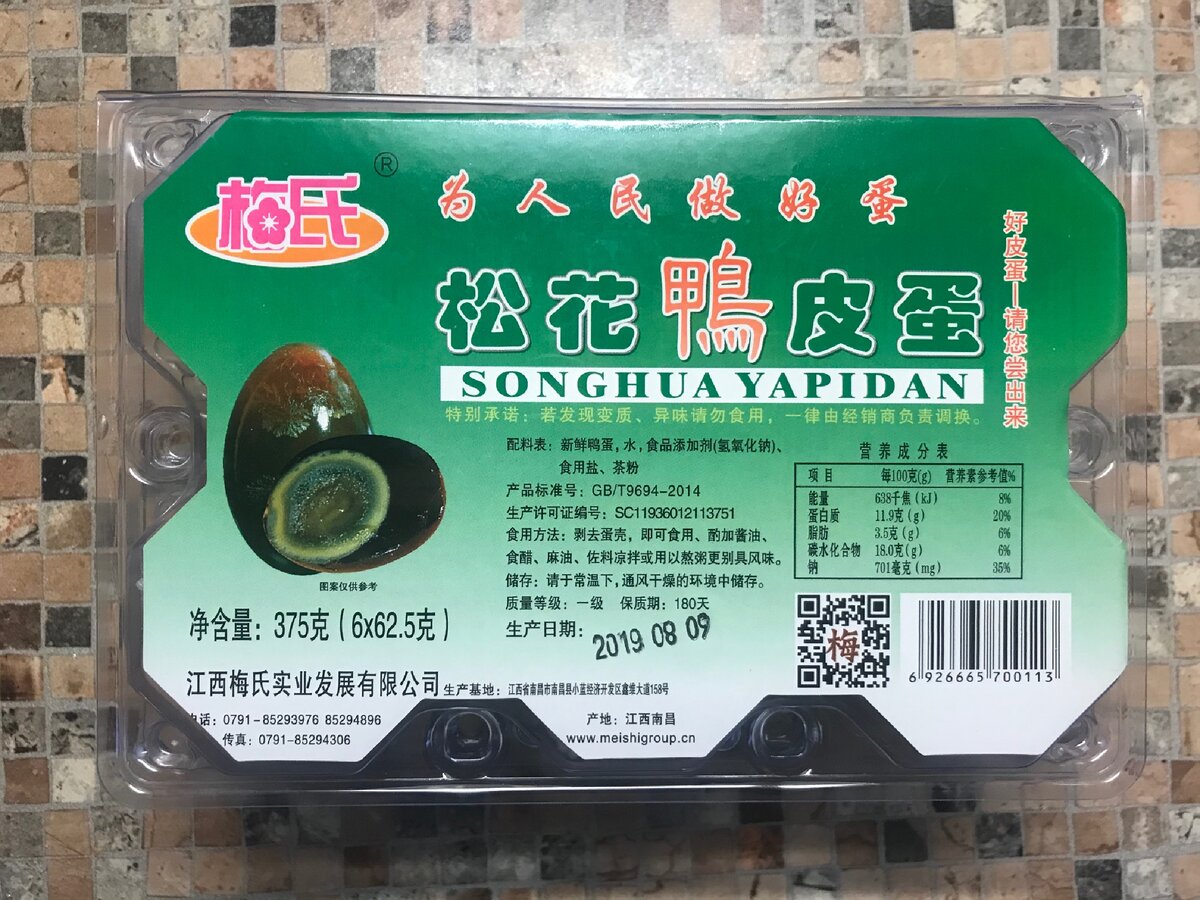 梅氏®
为人民做好蛋
好皮蛋—请您尝出来
松花鴨皮蛋
SONGHUA YAPIDAN
特别承诺：若发现变质、异味请勿食用，一律由经销商负责调换。
配料表：新鲜鸭蛋，水，食品添加剂(氢氧化钠)、
食用盐、茶粉
产品标准号：GB/T9694-2014
生产许可证编号：SC11936012113751
食用方法：剥去蛋壳，即可食用、酌加酱油、
食醋、麻油、佐料凉拌或用以熬粥更别具风味。
储存：请于常温下，通风干燥的环境中储存。
质量等级：一级 保质期：180天
生产日期：2019 08 09
营养成分表
项目 每100克(g) 营养素参考值%
能量 638千焦(kJ) 8%
蛋白质 11.9克(g) 20%
脂肪 3.5克(g) 6%
碳水化合物 18.0克(g) 6%
钠 701毫克(mg) 35%
图案仅供参考
净含量：375克(6x62.5克)
梅
6 926665 700113
江西梅氏实业发展有限公司 生产基地：江西省南昌市南昌县小蓝经济开发区鑫维大道158号
电话：0791-85293976 85294896
传真：0791-85294306
产地：江西南昌
www.meishigroup.cn